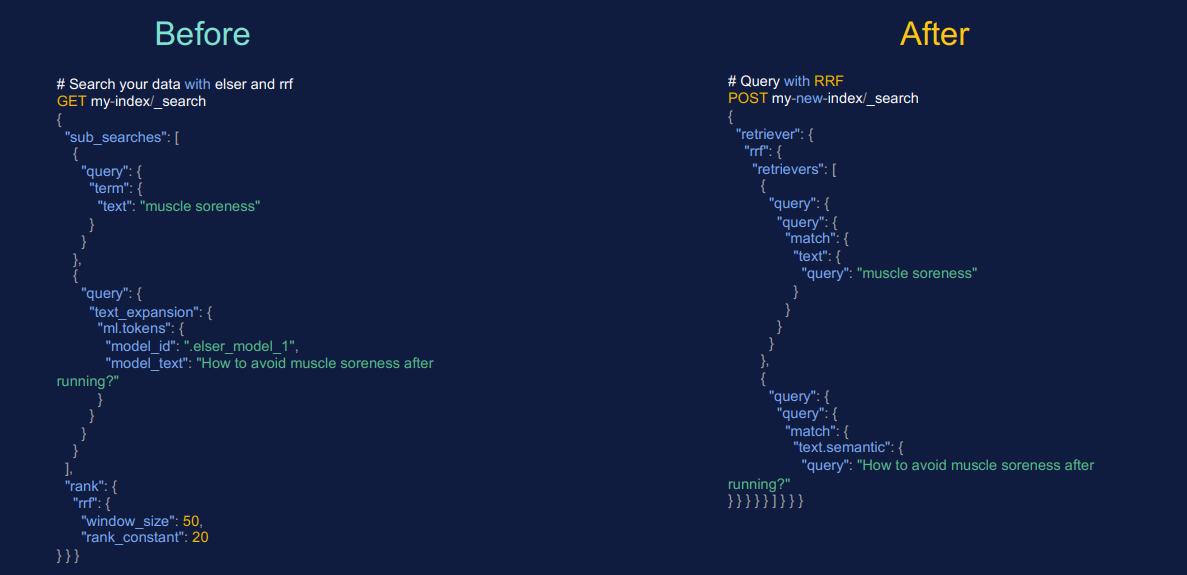 Before
# Search your data with elser and rrf
GET my-index/_search
{
"sub_searches": [
{
"query": {
"term": {
"text": "muscle soreness"
}
}
},
{
"query": {
"text_expansion": {
"ml.tokens": {
"model_id": ".elser_model_1",
"model_text": "How to avoid muscle soreness after
running?"
}
}
}
}
],
"rank": {
"rrf": {
"window_size": 50,
"rank_constant": 20
} } }
After
# Query with RRF
POST my-new-index/_search
{
"retriever": {
"rrf": {
"retrievers": [
{
"query": {
"query": {
"match": {
"text": {
"query": "muscle soreness"
}
}
}
}
},
{
"query": {
"query": {
"match": {
"text.semantic": {
"query": "How to avoid muscle soreness after
running?"
} } } } } ] } } }